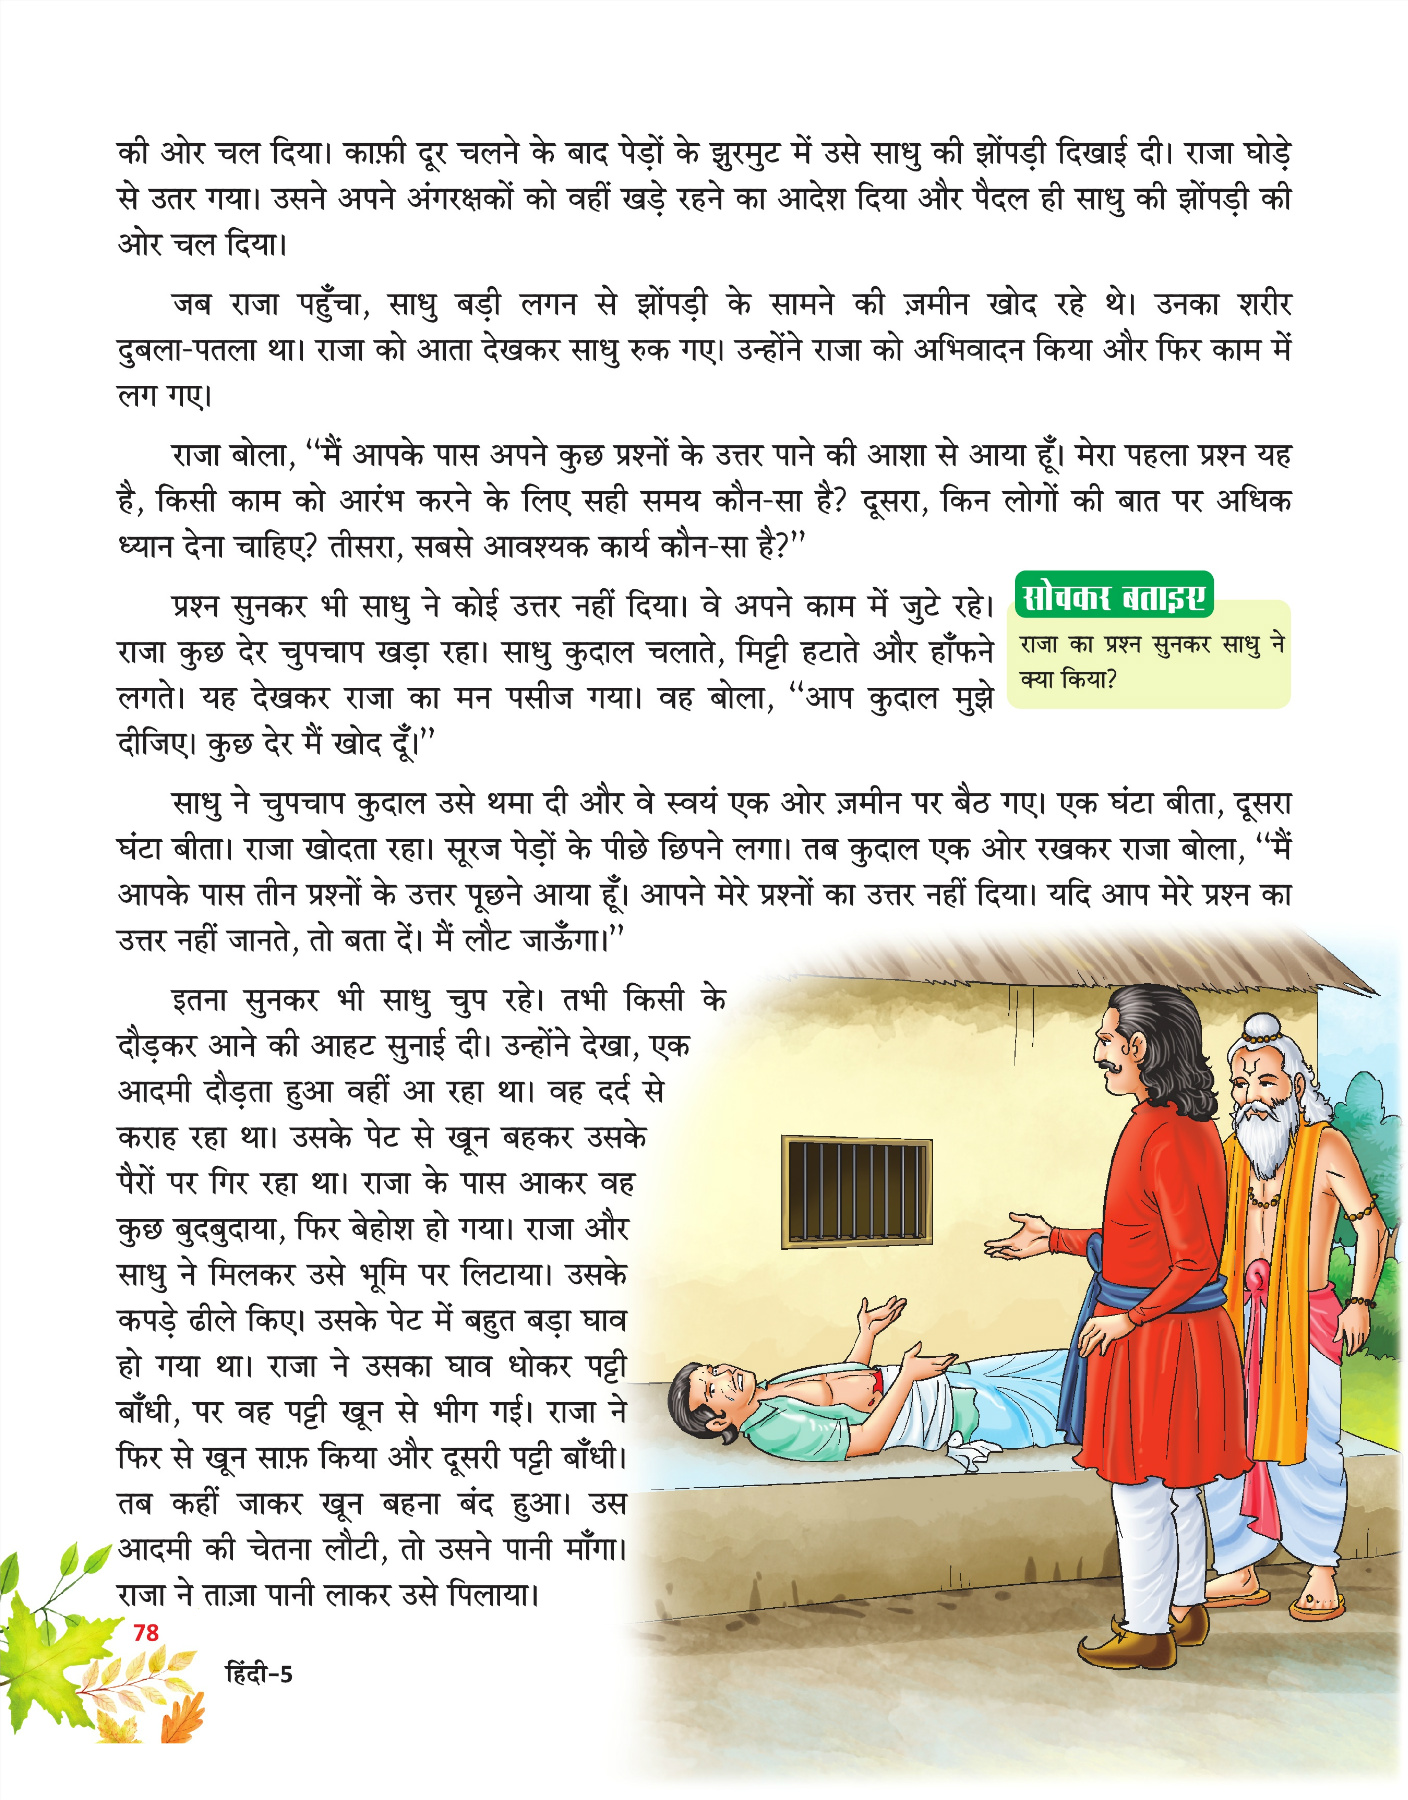 की ओर चल दिया। काफ़ी दूर चलने के बाद पेड़ों के झुरमुट में उसे साधु की झोंपड़ी दिखाई दी। राजा घोड़े
से उतर गया। उसने अपने अंगरक्षकों को वहीं खड़े रहने का आदेश दिया और पैदल ही साधु की झोंपड़ी की
ओर चल दिया।
जब राजा पहुँचा, साधु बड़ी लगन से झोंपड़ी के सामने की ज़मीन खोद रहे थे। उनका शरीर
दुबला-पतला था। राजा को आता देखकर साधु रुक गए। उन्होंने राजा को अभिवादन किया और फिर काम में
लग गए।
राजा बोला, “मैं आपके पास अपने कुछ प्रश्नों के उत्तर पाने की आशा से आया हूँ। मेरा पहला प्रश्न यह
है, किसी काम को आरंभ करने के लिए सही समय कौन-सा है? दूसरा, किन लोगों की बात पर अधिक
ध्यान देना चाहिए? तीसरा, सबसे आवश्यक कार्य कौन-सा है?”
प्रश्न सुनकर भी साधु ने कोई उत्तर नहीं दिया। वे अपने काम में जुटे रहे।
राजा कुछ देर चुपचाप खड़ा रहा। साधु कुदाल चलाते, मिट्टी हटाते और हाँफने
लगते। यह देखकर राजा का मन पसीज गया। वह बोला, “आप कुदाल मुझे
दीजिए। कुछ देर मैं खोद दूँ।”
सोचकर बताइए
राजा का प्रश्न सुनकर साधु ने
क्या किया?
साधु ने चुपचाप कुदाल उसे थमा दी और वे स्वयं एक ओर ज़मीन पर बैठ गए। एक घंटा बीता, दूसरा
घंटा बीता। राजा खोदता रहा। सूरज पेड़ों के पीछे छिपने लगा। तब कुदाल एक ओर रखकर राजा बोला, “मैं
आपके पास तीन प्रश्नों के उत्तर पूछने आया हूँ। आपने मेरे प्रश्नों का उत्तर नहीं दिया। यदि आप मेरे प्रश्न का
उत्तर नहीं जानते, तो बता दें। मैं लौट जाऊँगा।”
इतना सुनकर भी साधु चुप रहे। तभी किसी के
दौड़कर आने की आहट सुनाई दी। उन्होंने देखा, एक
आदमी दौड़ता हुआ वहीं आ रहा था। वह दर्द से
कराह रहा था। उसके पेट से खून बहकर उसके
पैरों पर गिर रहा था। राजा के पास आकर वह
कुछ बुदबुदाया, फिर बेहोश हो गया। राजा और
साधु ने मिलकर उसे भूमि पर लिटाया। उसके
कपड़े ढीले किए। उसके पेट में बहुत बड़ा घाव
हो गया था। राजा ने उसका घाव धोकर पट्टी
बाँधी, पर वह पट्टी खून से भीग गई। राजा ने
फिर से खून साफ़ किया और दूसरी पट्टी बाँधी।
तब कहीं जाकर खून बहना बंद हुआ। उस
आदमी की चेतना लौटी, तो उसने पानी माँगा।
राजा ने ताज़ा पानी लाकर उसे पिलाया।
78
हिंदी-5